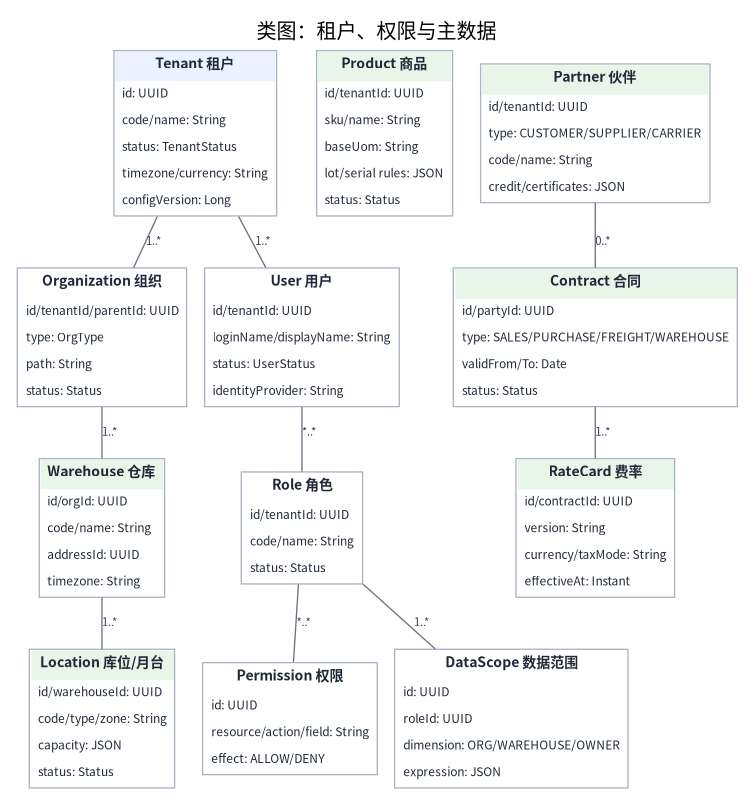 类图：租户、权限与主数据
Tenant 租户
id: UUID
code/name: String
status: TenantStatus
timezone/currency: String
configVersion: Long
Product 商品
id/tenantId: UUID
sku/name: String
baseUom: String
lot/serial rules: JSON
status: Status
Partner 伙伴
id/tenantId: UUID
type: CUSTOMER/SUPPLIER/CARRIER
code/name: String
credit/certificates: JSON
1..*
1..*
0..*
Organization 组织
id/tenantId/parentId: UUID
type: OrgType
path: String
status: Status
User 用户
id/tenantId: UUID
loginName/displayName: String
status: UserStatus
identityProvider: String
Contract 合同
id/partyId: UUID
type: SALES/PURCHASE/FREIGHT/WAREHOUSE
validFrom/To: Date
status: Status
1..*
*..*
1..*
Warehouse 仓库
id/orgId: UUID
code/name: String
addressId: UUID
timezone: String
Role 角色
id/tenantId: UUID
code/name: String
status: Status
RateCard 费率
id/contractId: UUID
version: String
currency/taxMode: String
effectiveAt: Instant
1..*
*..*
1..*
Location 库位/月台
id/warehouseId: UUID
code/type/zone: String
capacity: JSON
status: Status
Permission 权限
id: UUID
resource/action/field: String
effect: ALLOW/DENY
DataScope 数据范围
id: UUID
roleId: UUID
dimension: ORG/WAREHOUSE/OWNER
expression: JSON